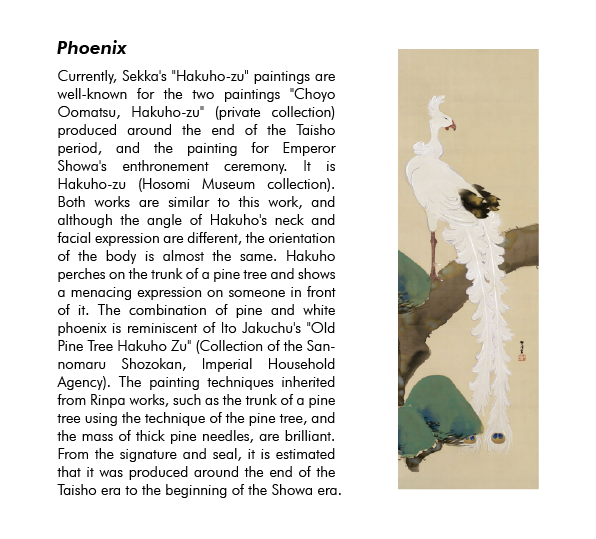 Phoenix
Currently, Sekka's "Hakuho-zu" paintings are
well-known for the two paintings "Choyo
Oomatsu, Hakuho-zu" (private collection)
produced around the end of the Taisho
period, and the painting for Emperor
Showa's enthronement ceremony. It is
Hakuho-zu (Hosomi Museum collection).
Both works are similar to this work, and
although the angle of Hakuho's neck and
facial expression are different, the orientation
of the body is almost the same. Hakuho
perches on the trunk of a pine tree and shows
a menacing expression on someone in front
of it. The combination of pine and white
phoenix is reminiscent of Ito Jakuchu's "Old
Pine Tree Hakuho Zu" (Collection of the San-
nomaru Shozokan, Imperial Household
Agency). The painting techniques inherited
from Rinpa works, such as the trunk of a pine
tree using the technique of the pine tree, and
the mass of thick pine needles, are brilliant.
From the signature and seal, it is estimated
that it was produced around the end of the
Taisho era to the beginning of the Showa era.